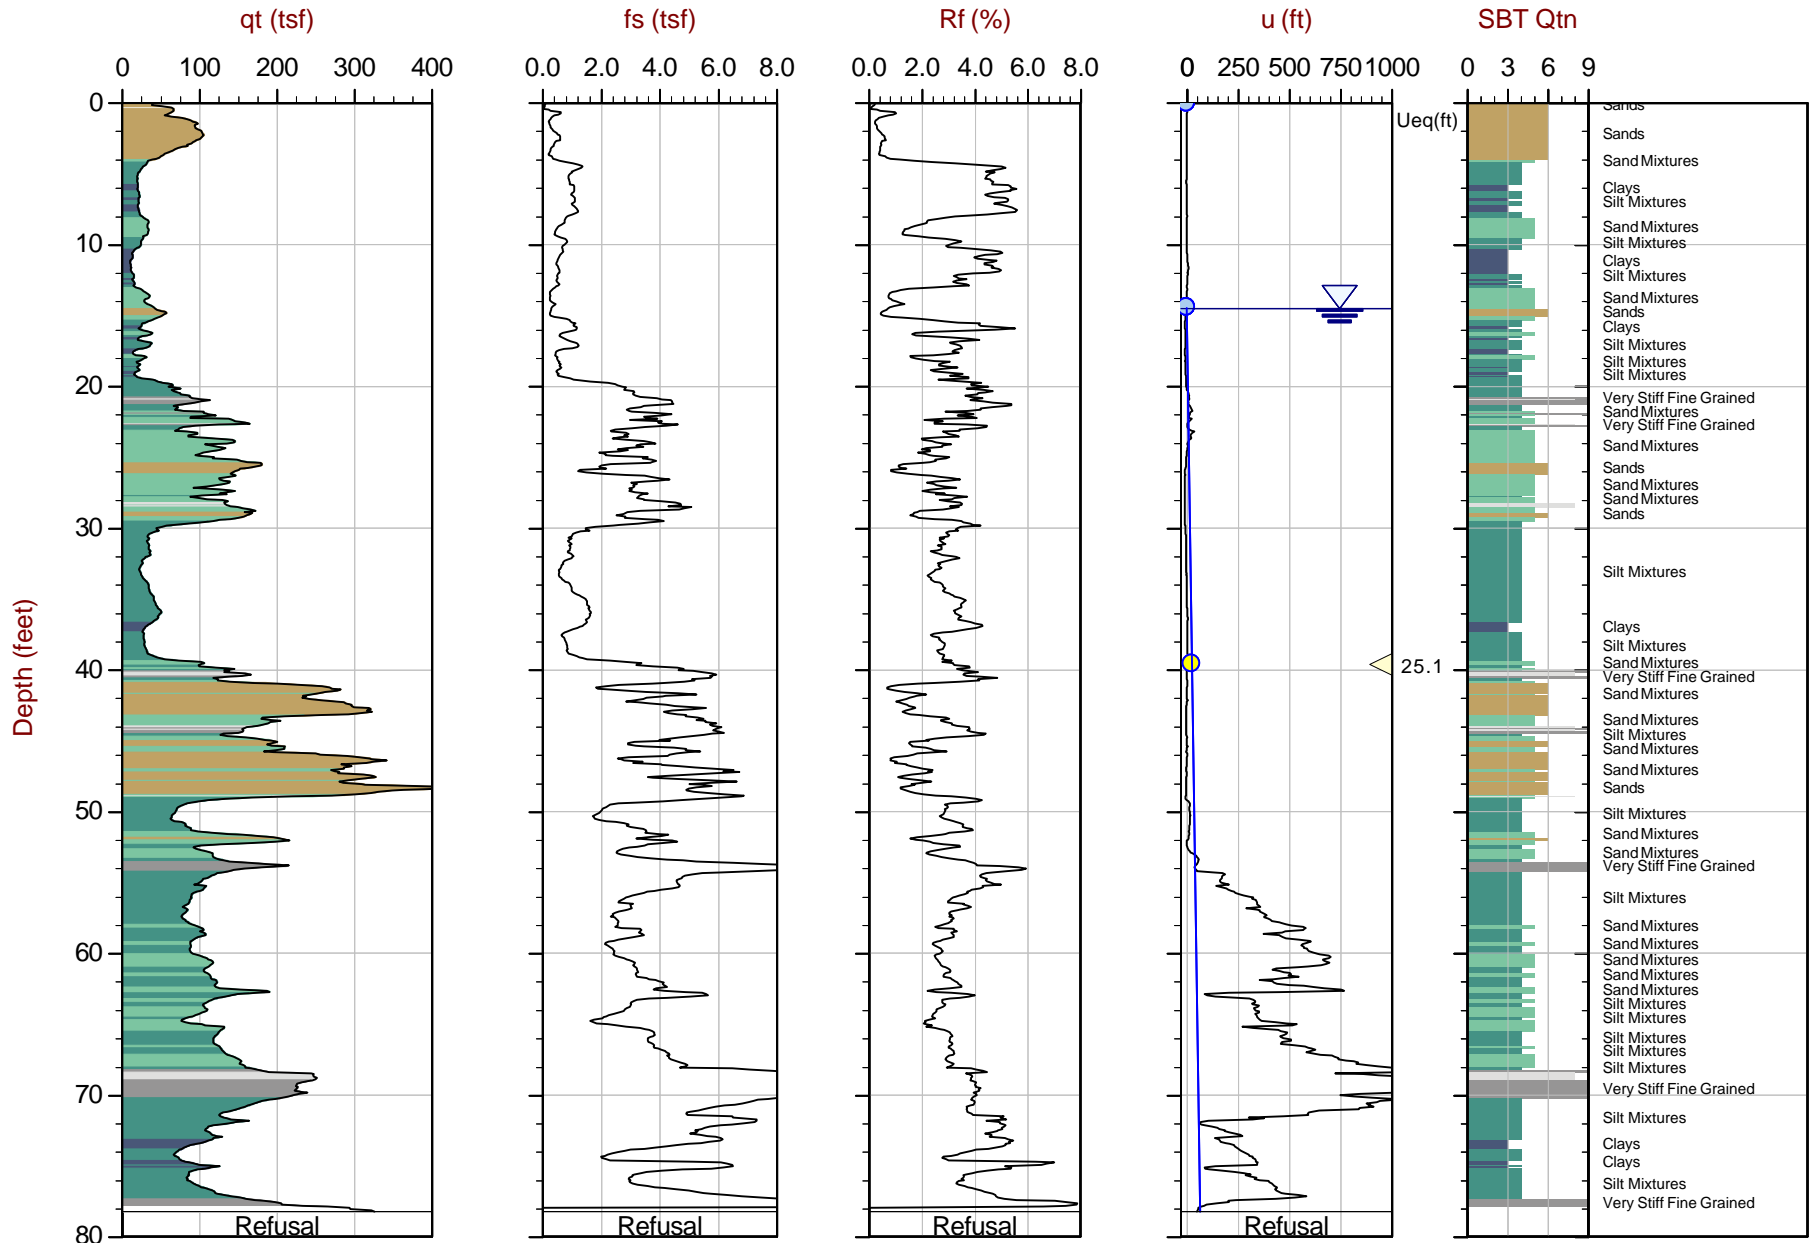 qt (tsf) fs (tsf) Rf (%) u (ft) SBT Qtn
0 100 200 300 400 0.0 2.0 4.0 6.0 8.0 0.0 2.0 4.0 6.0 8.0 0 250 500 750 1000 0 3 6 9
0
Ueq(ft)
Sands
Sands
Sand Mixtures
Clays
Silt Mixtures
Sand Mixtures
10
Silt Mixtures
Clays
Silt Mixtures
Sand Mixtures
Sands
Clays
Silt Mixtures
Silt Mixtures
Silt Mixtures
20
Very Stiff Fine Grained
Sand Mixtures
Very Stiff Fine Grained
Sand Mixtures
Sands
Sand Mixtures
Sand Mixtures
Sands
30
Silt Mixtures
Clays
Silt Mixtures
Sand Mixtures
40
25.1
Very Stiff Fine Grained
Sand Mixtures
Depth (feet)
Sand Mixtures
Silt Mixtures
Sand Mixtures
Sand Mixtures
Sands
50
Silt Mixtures
Sand Mixtures
Sand Mixtures
Very Stiff Fine Grained
Silt Mixtures
Sand Mixtures
Sand Mixtures
60
Sand Mixtures
Sand Mixtures
Sand Mixtures
Silt Mixtures
Silt Mixtures
Silt Mixtures
Silt Mixtures
Silt Mixtures
70
Very Stiff Fine Grained
Silt Mixtures
Clays
Clays
Silt Mixtures
Very Stiff Fine Grained
Refusal Refusal Refusal
80